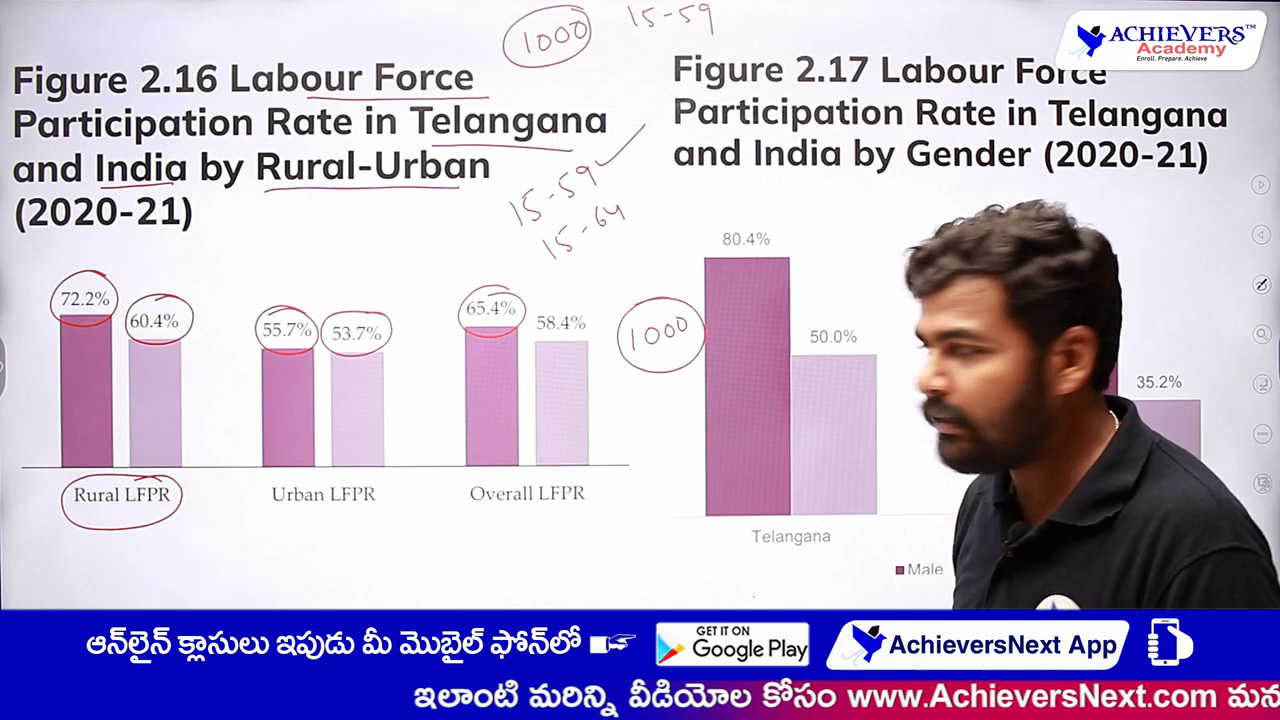 1000
15-59
ACHIEVERS™
Academy
Enroll. Prepare. Achieve
Figure 2.16 Labour Force
Participation Rate in Telangana
and India by Rural-Urban
(2020-21)
15-59
15-64
72.2%
60.4%
55.7%
53.7%
65.4%
58.4%
Rural LFPR
Urban LFPR
Overall LFPR
Figure 2.17 Labour Force
Participation Rate in Telangana
and India by Gender (2020-21)
1000
80.4%
50.0%
35.2%
Telangana
Male
ఆన్‌లైన్ క్లాసులు ఇపుడు మీ మొబైల్ ఫోన్‌లో
GET IT ON
Google Play
AchieversNext App
ఇలాంటి మరిన్ని వీడియోల కోసం www.AchieversNext.com మన